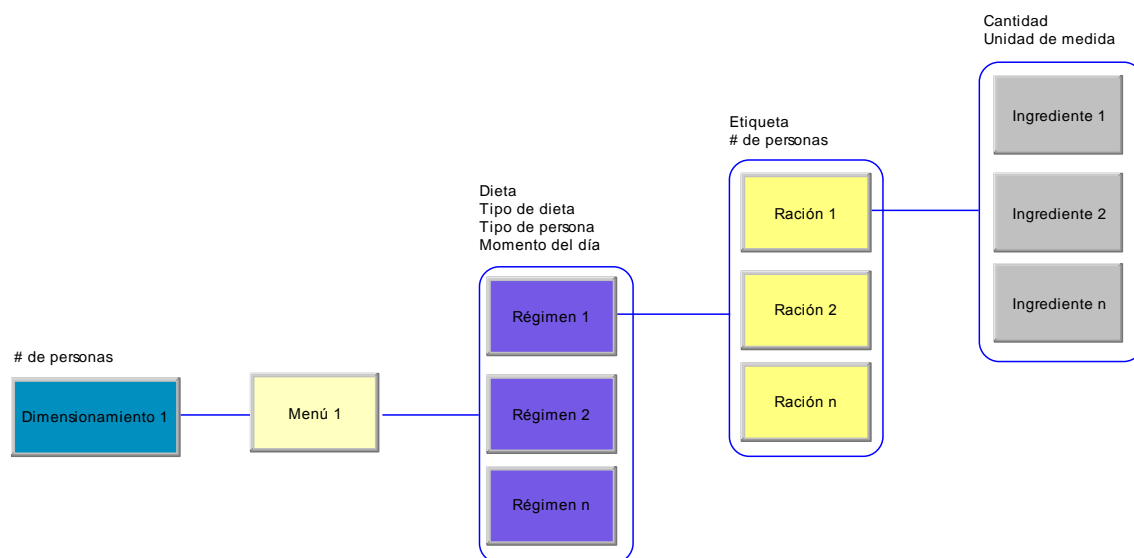 # de personas
Dimensionamiento 1
Menú 1
Dieta
Tipo de dieta
Tipo de persona
Momento del día
Régimen 1
Régimen 2
Régimen n
Etiqueta
# de personas
Ración 1
Ración 2
Ración n
Cantidad
Unidad de medida
Ingrediente 1
Ingrediente 2
Ingrediente n